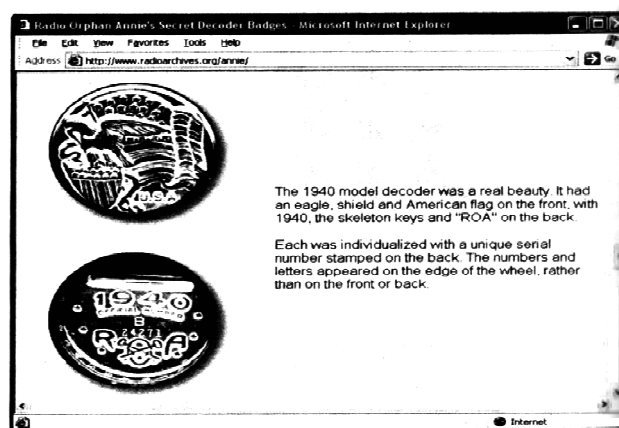 Radio Orphan Annie's Secret Decoder Badges - Microsoft Internet Explorer
File Edit View Favorites Tools Help
Address http://www.radioarchives.org/annie/ Go
USA
The 1940 model decoder was a real beauty. It had
an eagle, shield and American flag on the front, with
1940, the skeleton keys and "ROA" on the back.
Each was individualized with a unique serial
number stamped on the back. The numbers and
letters appeared on the edge of the wheel, rather
than on the front or back.
1940
B
24271
ROA
Internet